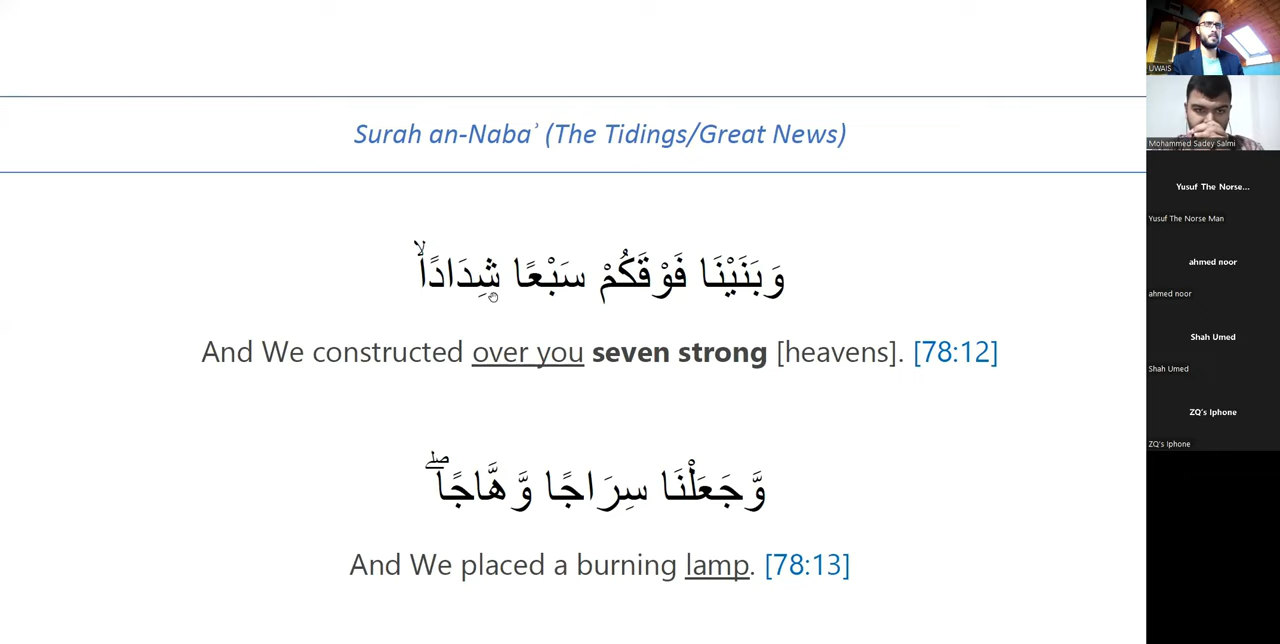 Surah an-Nabaʾ (The Tidings/Great News)
وَبَنَيْنَا فَوْقَكُمْ سَبْعًا شِدَادًاۙ
And We constructed over you seven strong [heavens]. [78:12]
وَّجَعَلْنَا سِرَاجًا وَّهَّاجًاۖ
And We placed a burning lamp. [78:13]
UWAIS
Mohammed Sadey Salmi
Yusuf The Norse...
Yusuf The Norse Man
ahmed noor
ahmed noor
Shah Umed
Shah Umed
ZQ's Iphone
ZQ's Iphone